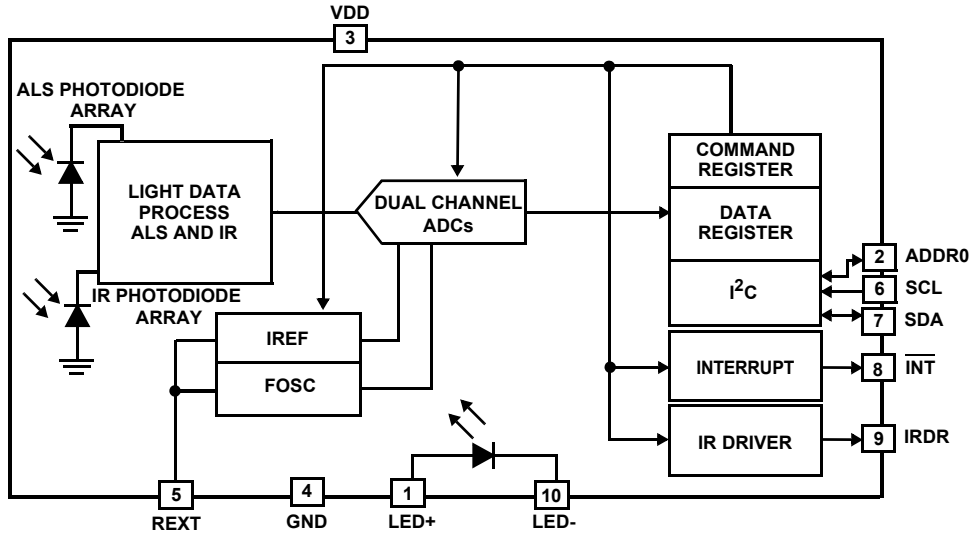 VDD
3
ALS PHOTODIODE
ARRAY
LIGHT DATA
PROCESS
ALS AND IR
IR PHOTODIODE
ARRAY
DUAL CHANNEL
ADCs
IREF
FOSC
COMMAND
REGISTER
DATA
REGISTER
I²C
INTERRUPT
IR DRIVER
2 ADDR0
6 SCL
7 SDA
8 I̅N̅T̅
9 IRDR
5
REXT
4
GND
1
LED+
10
LED-